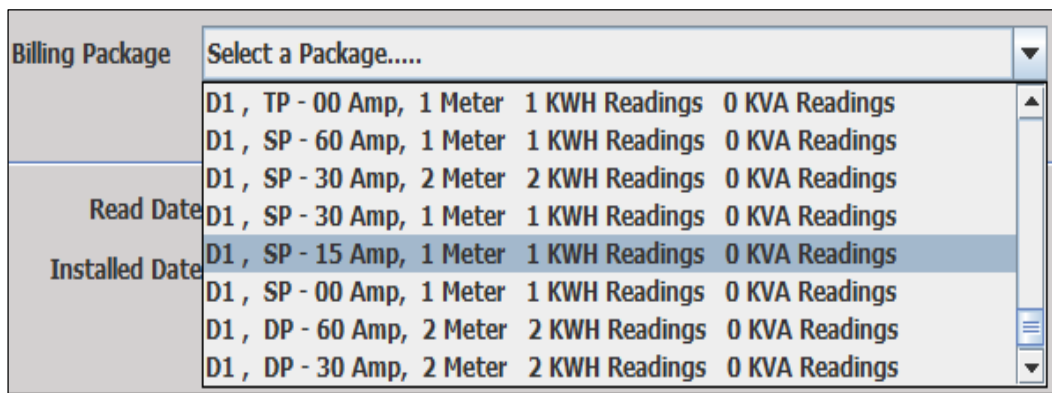 Billing Package Select a Package.....
D1 , TP - 00 Amp, 1 Meter 1 KWH Readings 0 KVA Readings
D1 , SP - 60 Amp, 1 Meter 1 KWH Readings 0 KVA Readings
D1 , SP - 30 Amp, 2 Meter 2 KWH Readings 0 KVA Readings
Read Date D1 , SP - 30 Amp, 1 Meter 1 KWH Readings 0 KVA Readings
D1 , SP - 15 Amp, 1 Meter 1 KWH Readings 0 KVA Readings
Installed Date
D1 , SP - 00 Amp, 1 Meter 1 KWH Readings 0 KVA Readings
D1 , DP - 60 Amp, 2 Meter 2 KWH Readings 0 KVA Readings
D1 , DP - 30 Amp, 2 Meter 2 KWH Readings 0 KVA Readings